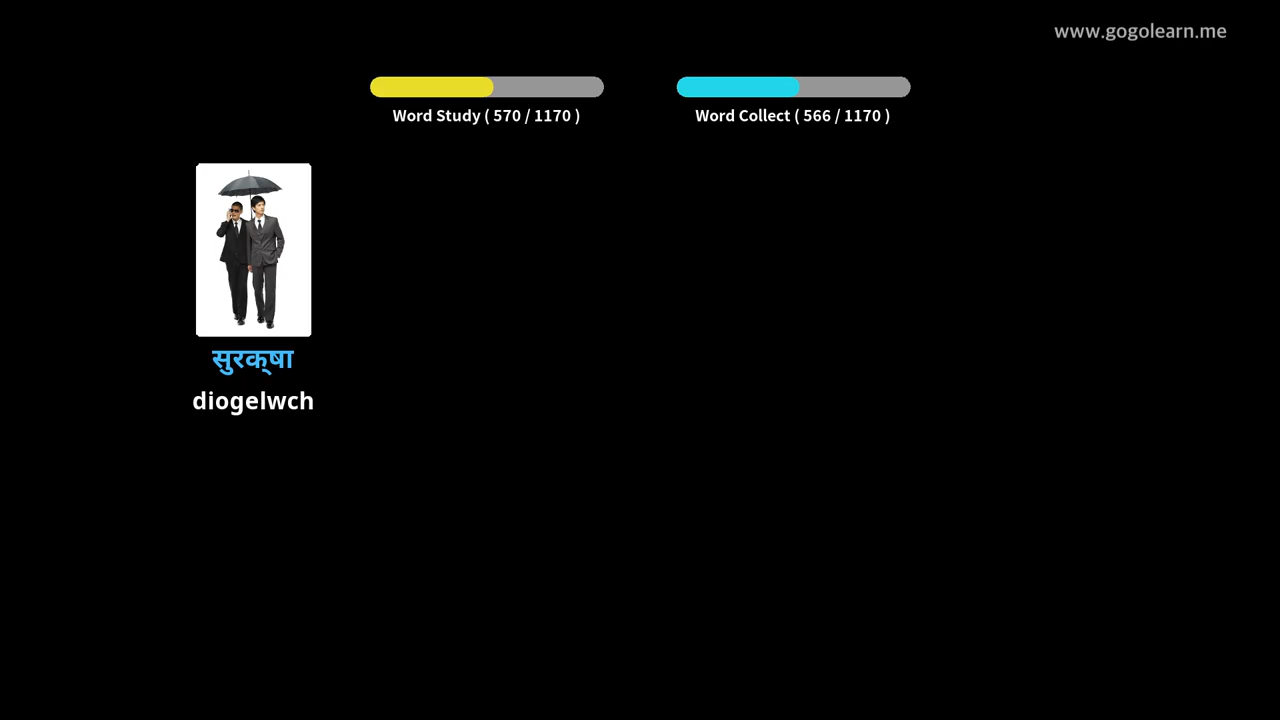 www.gogolearn.me
Word Study ( 570 / 1170 )
Word Collect ( 566 / 1170 )
सुरक्षा
diogelwch